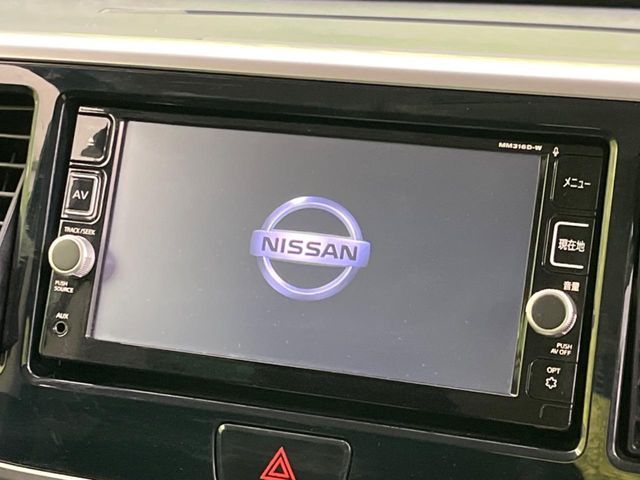 MM316D-W
AV
TRACK/SEEK
PUSH
SOURCE
AUX
NISSAN
メニュー
現在地
音量
PUSH
AV OFF
OPT